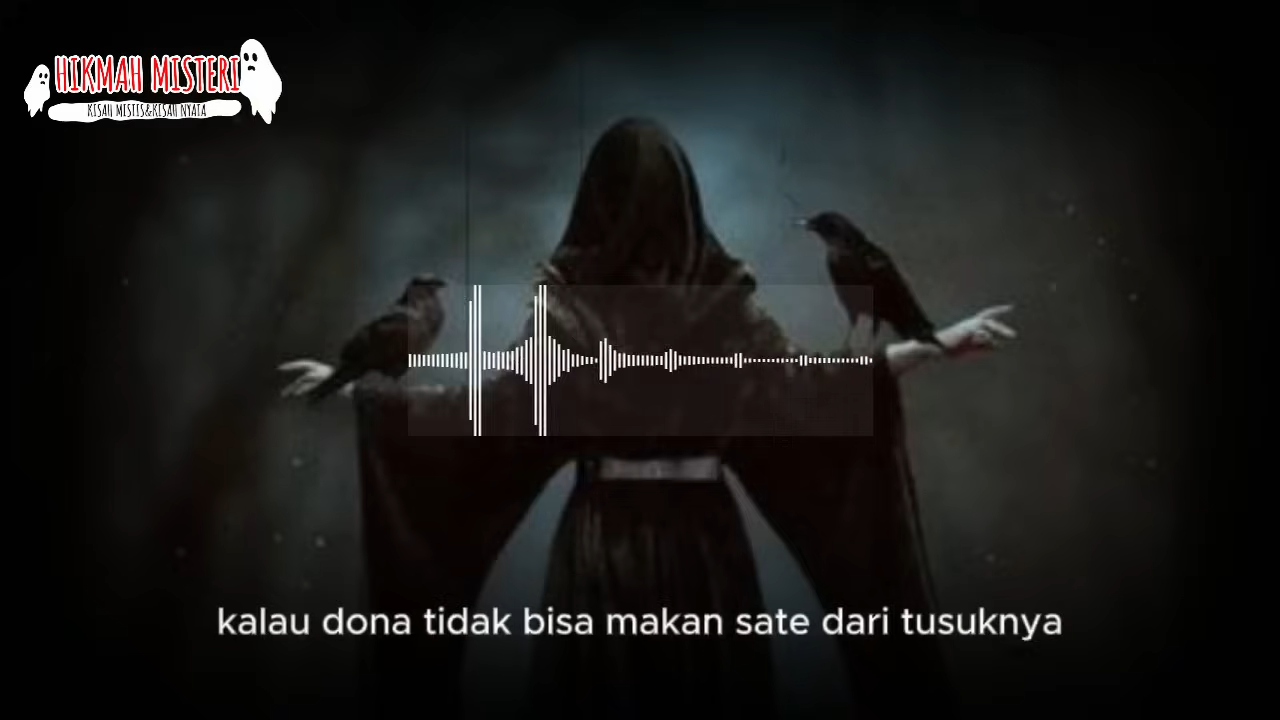 HIKMAH MISTERI
KISAH MISTIS&KISAH NYATA
kalau dona tidak bisa makan sate dari tusuknya